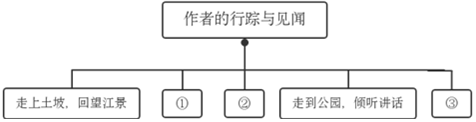 作者的行踪与见闻
走上土坡，回望江景
①
②
走到公园，倾听讲话
③